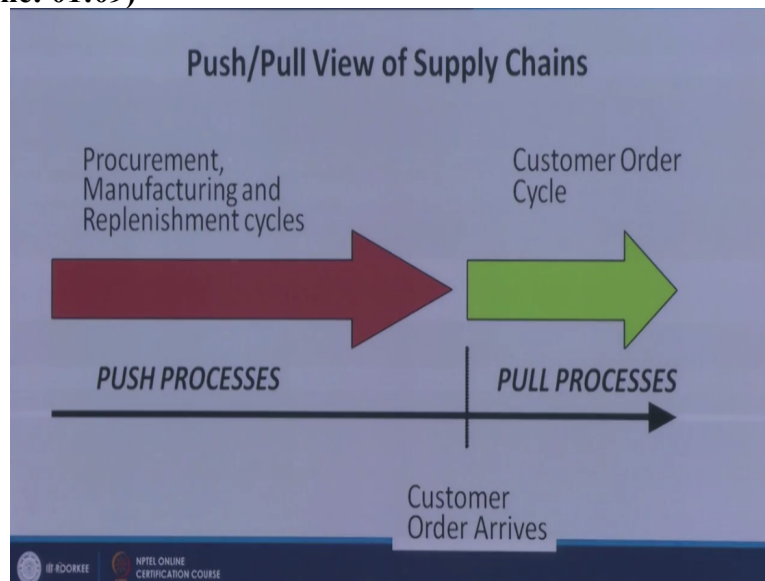 Push/Pull View of Supply Chains
Procurement,
Manufacturing and
Replenishment cycles
Customer Order
Cycle
PUSH PROCESSES
PULL PROCESSES
Customer
Order Arrives
IIT ROORKEE
NPTEL ONLINE
CERTIFICATION COURSE